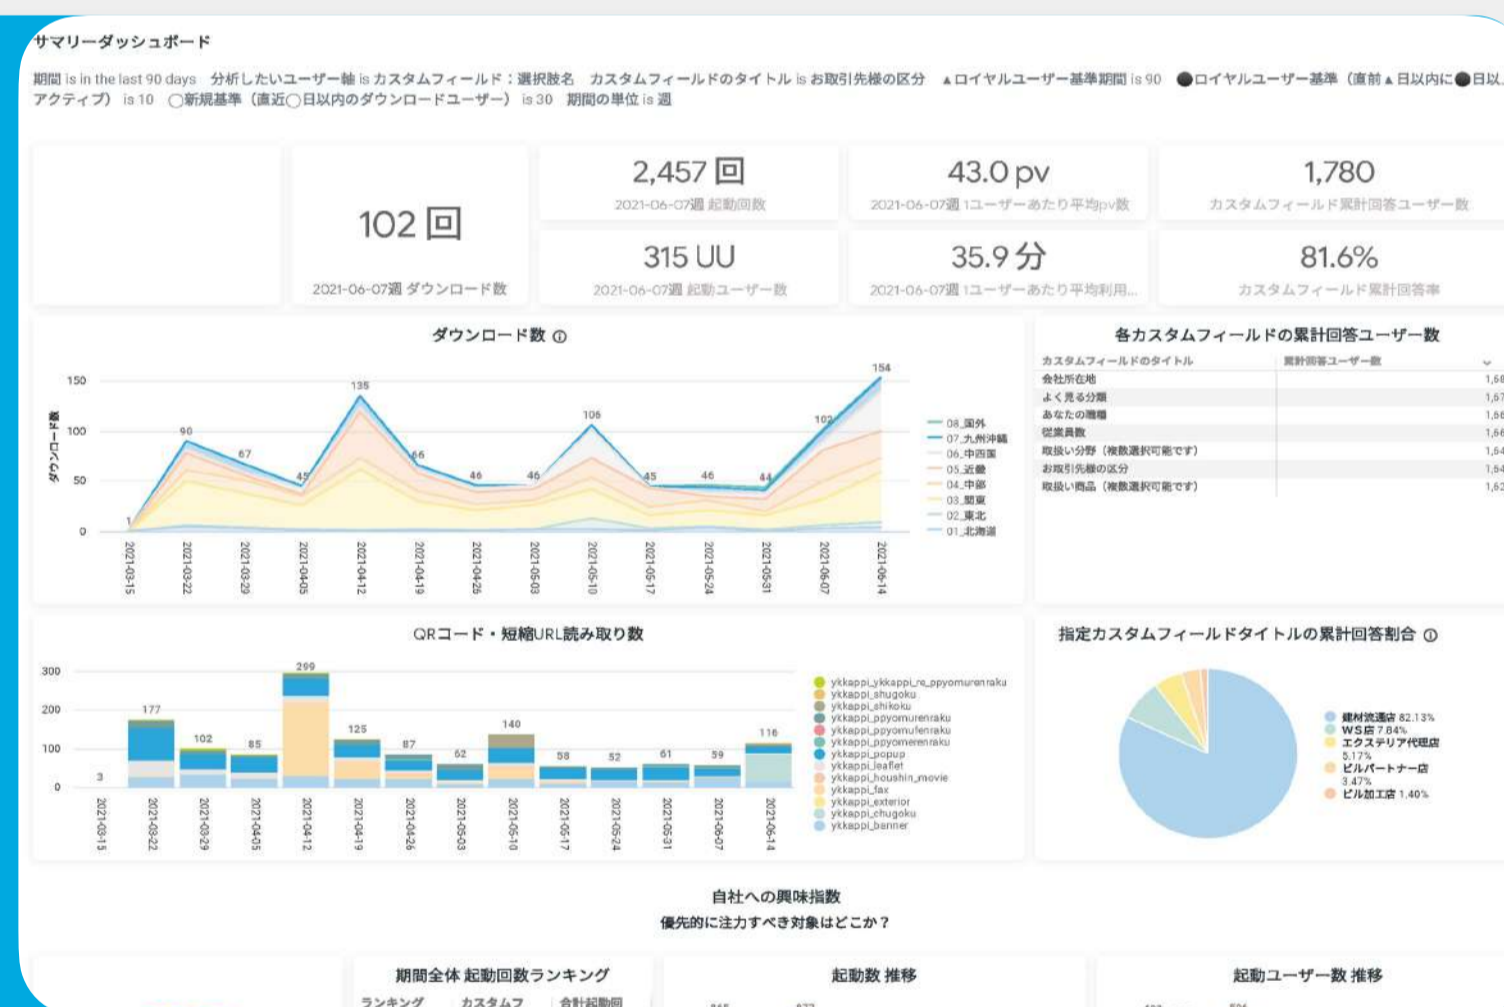 サマリーダッシュボード
期間 is in the last 90 days 分析したいユーザー軸 is カスタムフィールド：選択肢名 カスタムフィールドのタイトル is お取引先様の区分 ▲ロイヤルユーザー基準期間 is 90 ●ロイヤルユーザー基準（直前▲日以内に●日以
アクティブ） is 10 ○新規基準（直近○日以内のダウンロードユーザー） is 30 期間の単位 is 週
102 回
2021-06-07週 ダウンロード数
2,457 回
2021-06-07週 起動回数
315 UU
2021-06-07週 起動ユーザー数
43.0 pv
2021-06-07週 1ユーザーあたり平均pv数
35.9 分
2021-06-07週 1ユーザーあたり平均利用...
1,780
カスタムフィールド累計回答ユーザー数
81.6%
カスタムフィールド累計回答率
ダウンロード数
ダウンロード数
150
100
50
0
1
90
67
45
135
66
46
46
106
45
46
44
102
154
2021-03-15
2021-03-22
2021-03-29
2021-04-05
2021-04-12
2021-04-19
2021-04-26
2021-05-03
2021-05-10
2021-05-17
2021-05-24
2021-05-31
2021-06-07
2021-06-14
08_国外
07_九州沖縄
06_中四国
05_近畿
04_中部
03_関東
02_東北
01_北海道
各カスタムフィールドの累計回答ユーザー数
カスタムフィールドのタイトル 累計回答ユーザー数
会社所在地 1,68
よく見る分類 1,67
あなたの職種 1,66
従業員数 1,66
取扱い分野（複数選択可能です） 1,64
お取引先様の区分 1,64
取扱い商品（複数選択可能です） 1,62
QRコード・短縮URL読み取り数
300
200
100
0
3
177
102
85
299
125
87
62
140
58
52
61
59
116
2021-03-15
2021-03-22
2021-03-29
2021-04-05
2021-04-12
2021-04-19
2021-04-26
2021-05-03
2021-05-10
2021-05-17
2021-05-24
2021-05-31
2021-06-07
2021-06-14
ykkappi_ykkappi_re_ppyomurenraku
ykkappi_shugoku
ykkappi_shikoku
ykkappi_ppyomurenraku
ykkappi_ppyomufenraku
ykkappi_ppyomerenraku
ykkappi_popup
ykkappi_leaflet
ykkappi_houshin_movie
ykkappi_fax
ykkappi_exterior
ykkappi_chugoku
ykkappi_banner
指定カスタムフィールドタイトルの累計回答割合
建材流通店 82.13%
WS店 7.84%
エクステリア代理店
5.17%
ビルパートナー店
3.47%
ビル加工店 1.40%
自社への興味指数
優先的に注力すべき対象はどこか？
期間全体 起動回数ランキング
ランキング カスタムフ 合計起動回
起動数 推移
起動ユーザー数 推移